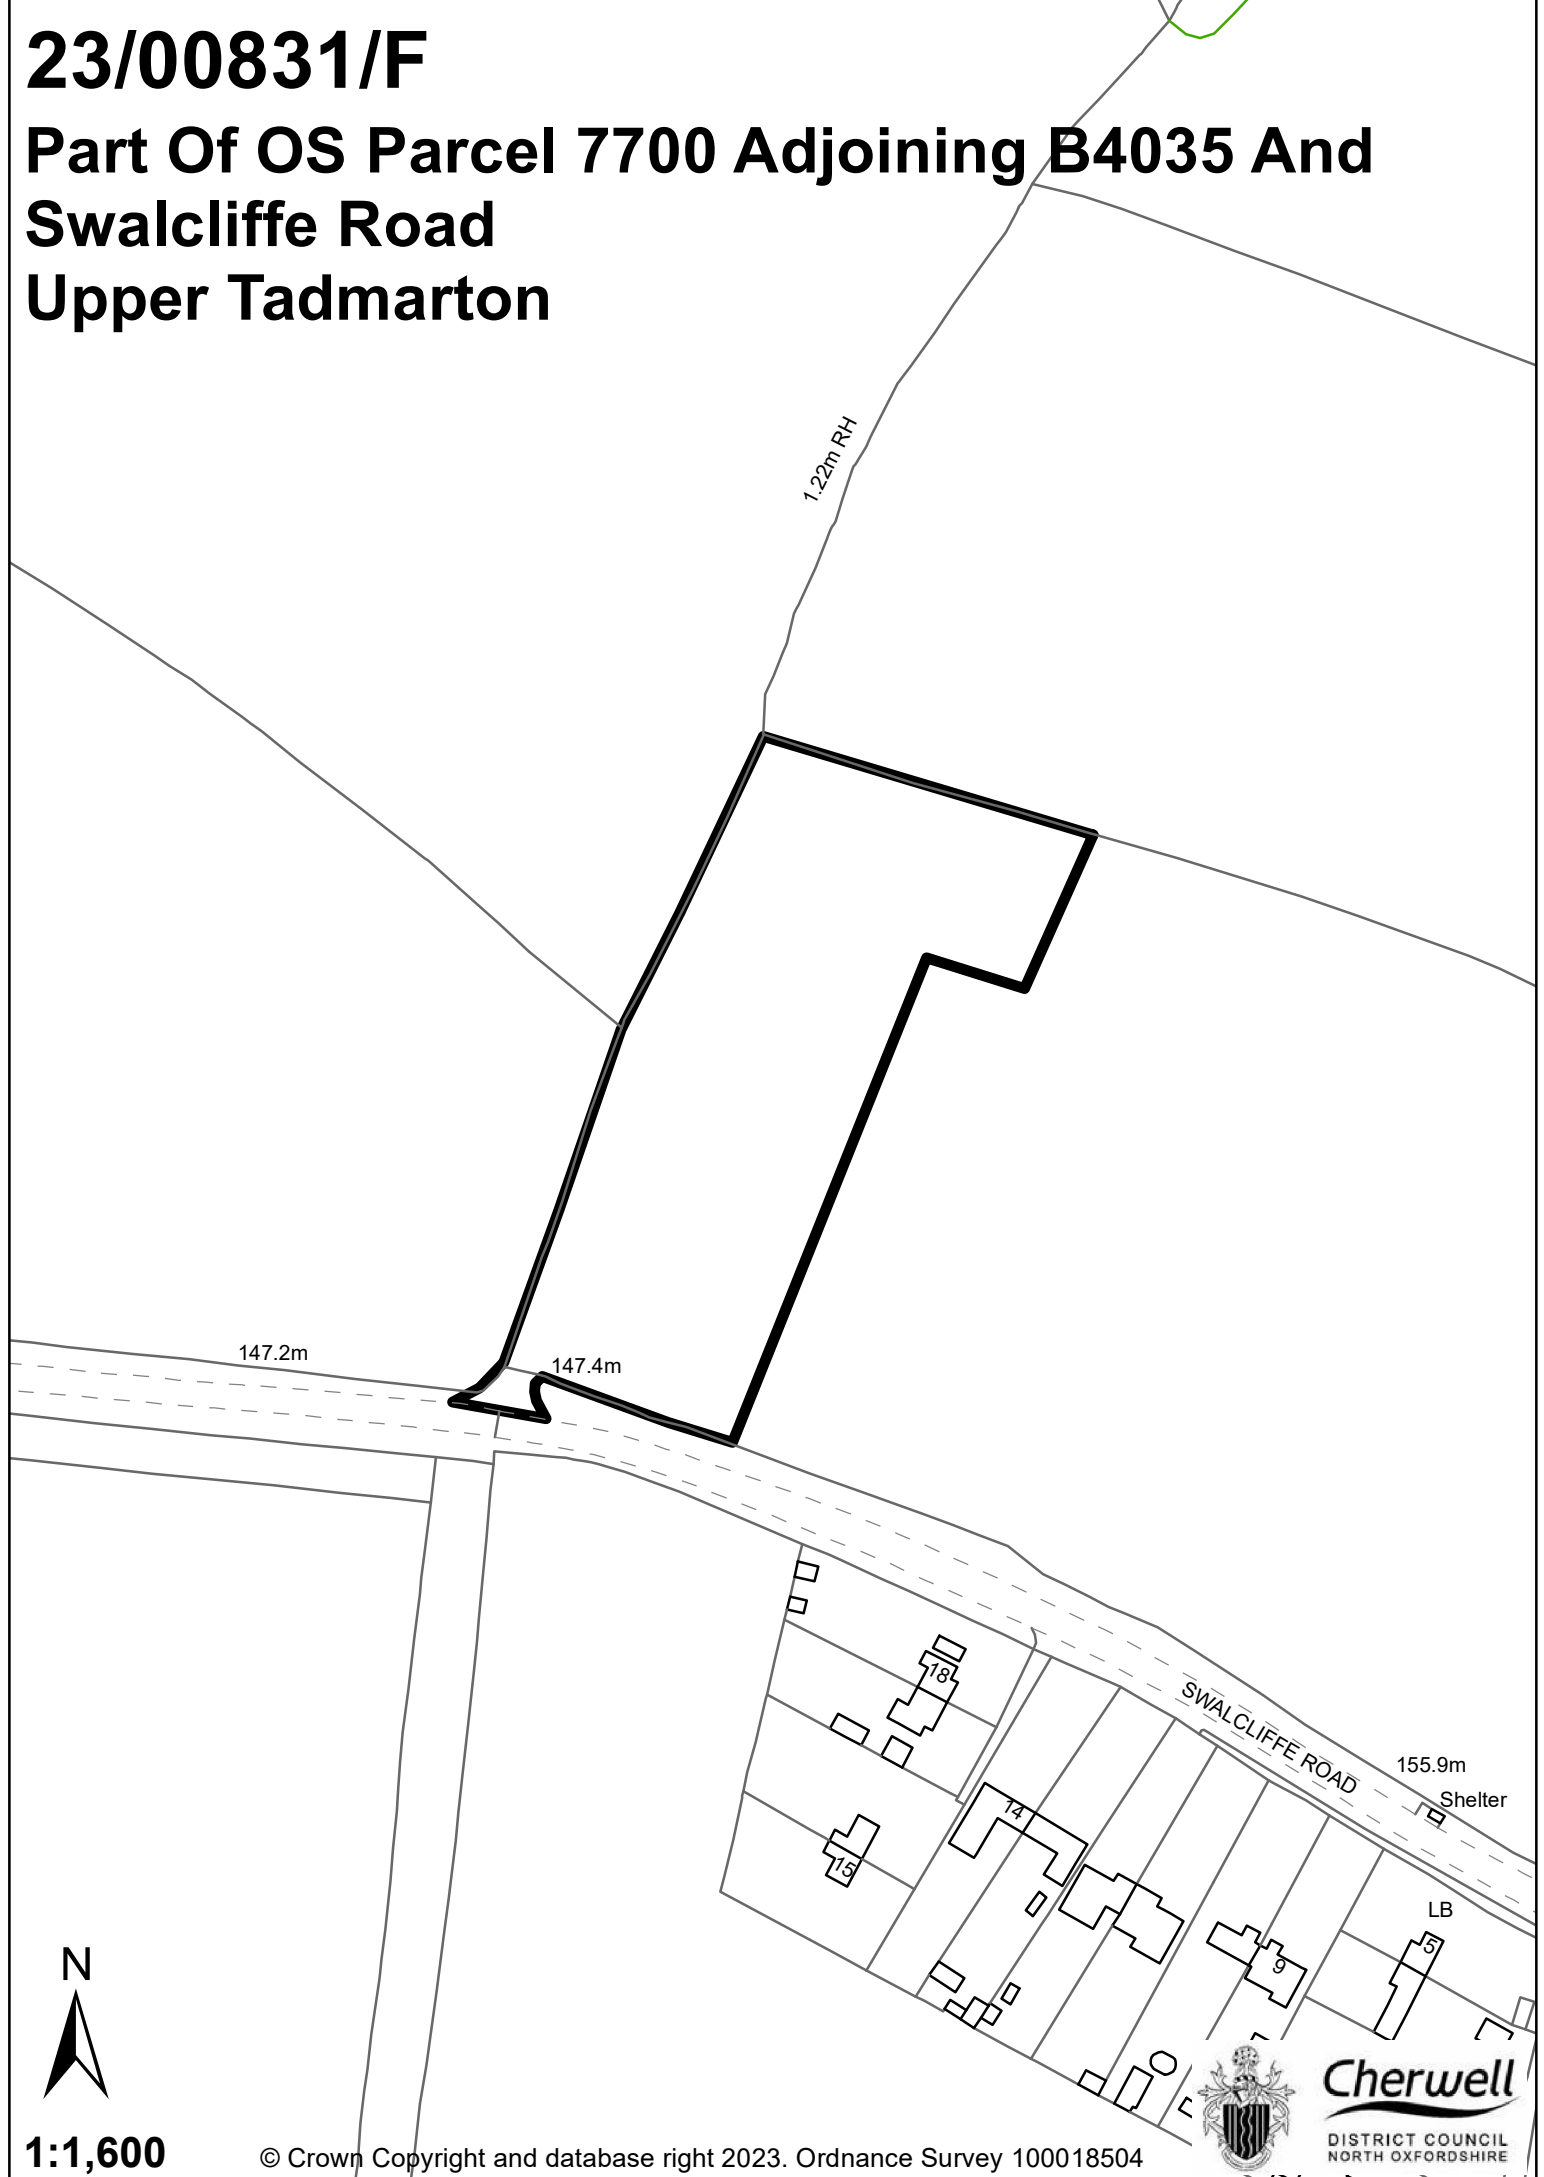 23/00831/F
Part Of OS Parcel 7700 Adjoining B4035 And
Swalcliffe Road
Upper Tadmarton
1.22m RH
147.2m
147.4m
18
SWALCLIFFE ROAD
155.9m
Shelter
14
15
LB
5
9
N
1:1,600
© Crown Copyright and database right 2023. Ordnance Survey 100018504
Cherwell
DISTRICT COUNCIL
NORTH OXFORDSHIRE